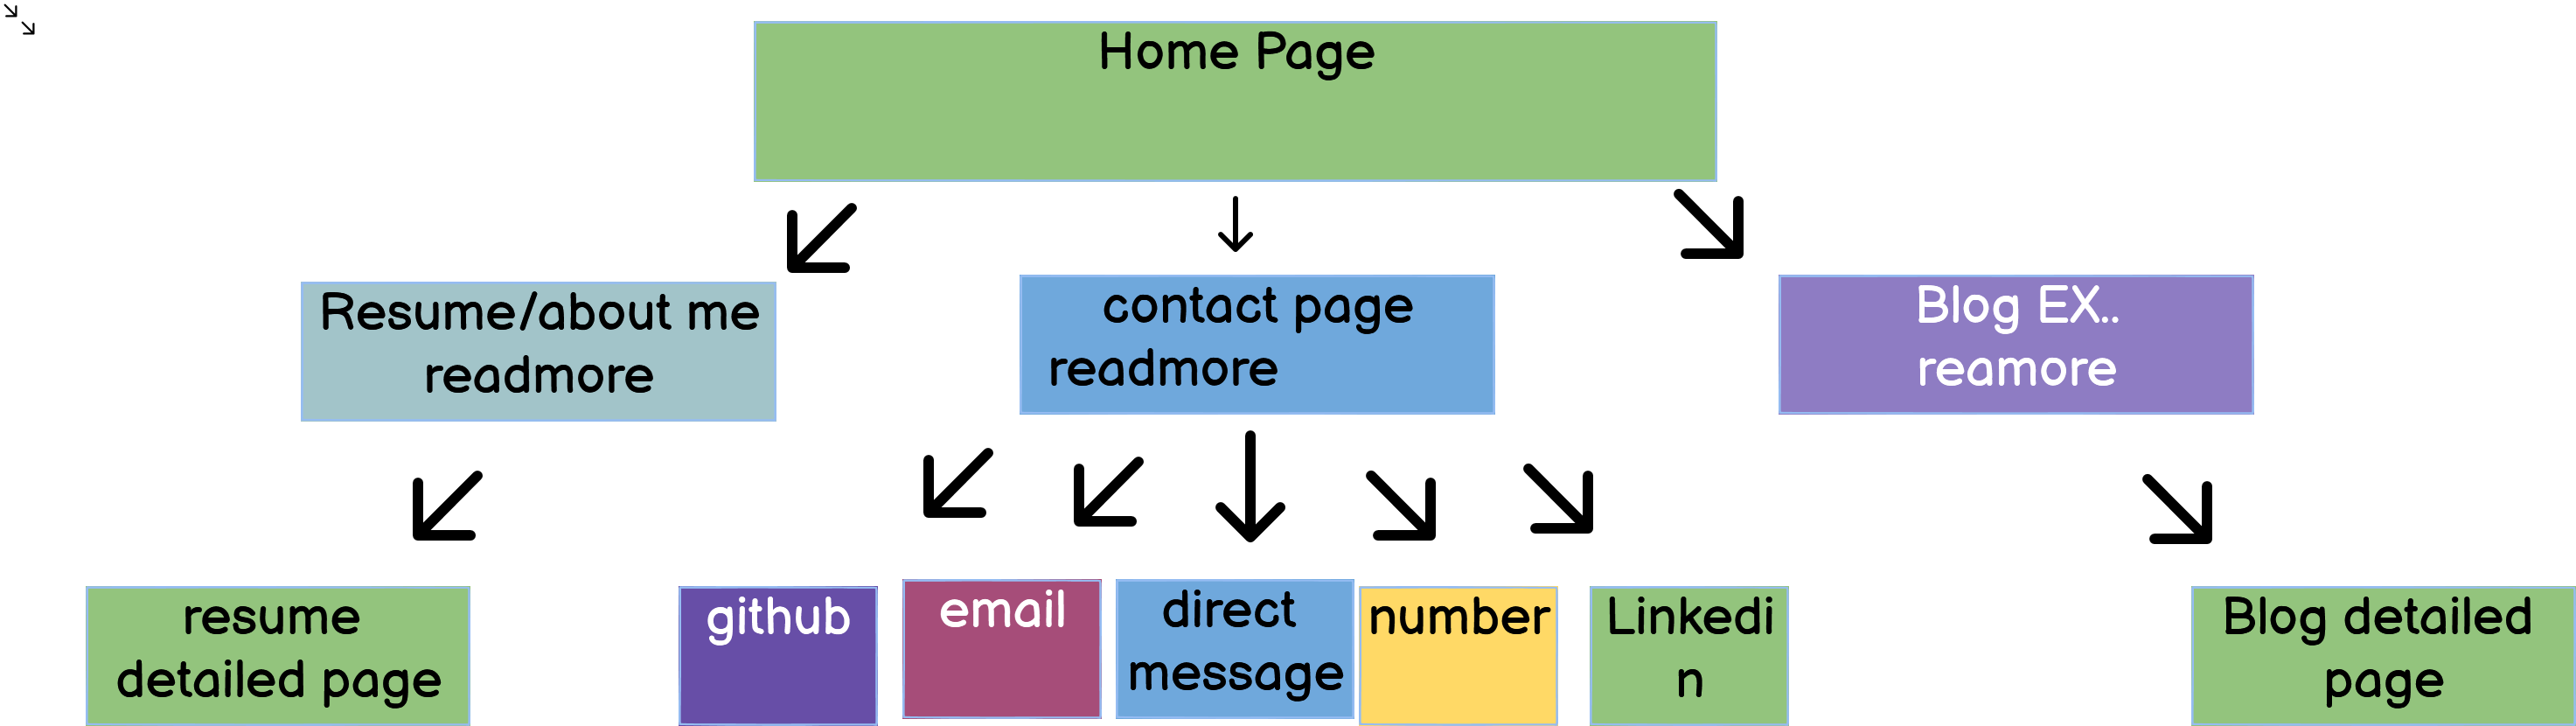 Home Page
Resume/about me
readmore
contact page
readmore
Blog EX..
reamore
resume
detailed page
github
email
direct
message
number
Linkedi
n
Blog detailed
page